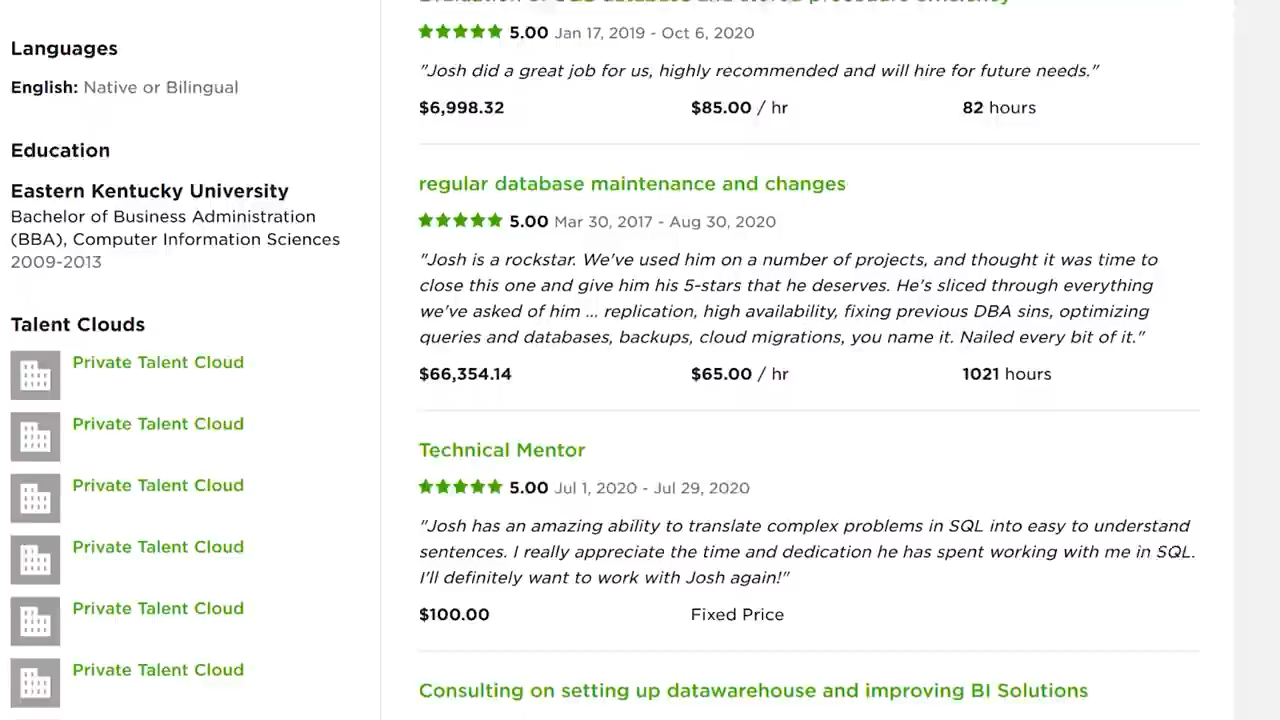 Languages
English: Native or Bilingual
Education
Eastern Kentucky University
Bachelor of Business Administration
(BBA), Computer Information Sciences
2009-2013
Talent Clouds
Private Talent Cloud
Private Talent Cloud
Private Talent Cloud
Private Talent Cloud
Private Talent Cloud
Private Talent Cloud
5.00 Jan 17, 2019 - Oct 6, 2020
"Josh did a great job for us, highly recommended and will hire for future needs."
$6,998.32 $85.00 / hr 82 hours
regular database maintenance and changes
5.00 Mar 30, 2017 - Aug 30, 2020
"Josh is a rockstar. We've used him on a number of projects, and thought it was time to
close this one and give him his 5-stars that he deserves. He's sliced through everything
we've asked of him ... replication, high availability, fixing previous DBA sins, optimizing
queries and databases, backups, cloud migrations, you name it. Nailed every bit of it."
$66,354.14 $65.00 / hr 1021 hours
Technical Mentor
5.00 Jul 1, 2020 - Jul 29, 2020
"Josh has an amazing ability to translate complex problems in SQL into easy to understand
sentences. I really appreciate the time and dedication he has spent working with me in SQL.
I'll definitely want to work with Josh again!"
$100.00 Fixed Price
Consulting on setting up datawarehouse and improving BI Solutions